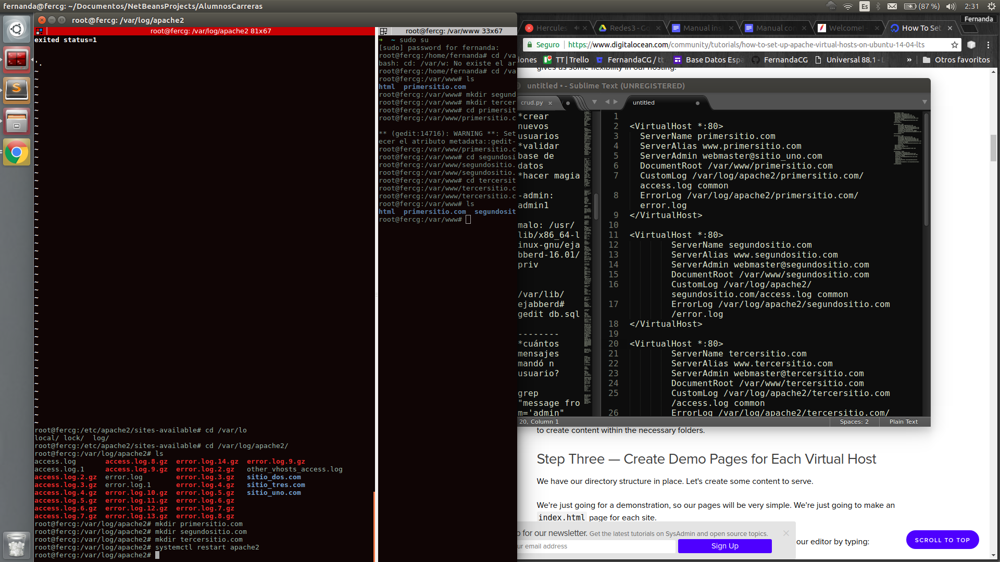 fernanda@fercg: ~/Documentos/NetBeansProjects/AlumnosCarreras
Es
(87 %)
2:31
root@fercg: /var/log/apache2
root@fercg: /var/log/apache2 81x67
exited status=1
'.
root@fercg:/etc/apache2/sites-available# cd /var/lo
local/ lock/  log/
root@fercg:/etc/apache2/sites-available# cd /var/log/apache2/
root@fercg:/var/log/apache2# ls
access.log       access.log.8.gz  error.log.14.gz  error.log.9.gz
access.log.1     access.log.9.gz  error.log.2.gz   other_vhosts_access.log
access.log.2.gz  error.log        error.log.3.gz   sitio_dos.com
access.log.3.gz  error.log.1      error.log.4.gz   sitio_tres.com
access.log.4.gz  error.log.10.gz  error.log.5.gz   sitio_uno.com
access.log.5.gz  error.log.11.gz  error.log.6.gz
access.log.6.gz  error.log.12.gz  error.log.7.gz
access.log.7.gz  error.log.13.gz  error.log.8.gz
root@fercg:/var/log/apache2# mkdir primersitio.com
root@fercg:/var/log/apache2# mkdir segundositio.com
root@fercg:/var/log/apache2# mkdir tercersitio.com
root@fercg:/var/log/apache2# systemctl restart apache2
root@fercg:/var/log/apache2#
root@fercg: /var/www 33x67
➜  ~ sudo su
[sudo] password for fernanda:
root@fercg:/home/fernanda# cd /va
bash: cd: /var/w: No existe el ar
root@fercg:/home/fernanda# cd /va
root@fercg:/var/www# ls
html  primersitio.com
root@fercg:/var/www# mkdir segund
root@fercg:/var/www# mkdir tercer
root@fercg:/var/www# cd primersit
root@fercg:/var/www/primersitio.c
** (gedit:14716): WARNING **: Set
ecer el atributo metadata::gedit-
root@fercg:/var/www/primersitio.c
root@fercg:/var/www# cd segundosi
root@fercg:/var/www/segundositio.
root@fercg:/var/www/segundositio.
root@fercg:/var/www# cd tercersit
root@fercg:/var/www/tercersitio.c
root@fercg:/var/www/tercersitio.c
root@fercg:/var/www# ls
html  primersitio.com  segundosit
root@fercg:/var/www#
Fernanda
Hercules
Redes3 - Go
Manual ins
Manual con
Welcome! -
How To Set
Seguro
https://www.digitalocean.com/community/tutorials/how-to-set-up-apache-virtual-hosts-on-ubuntu-14-04-lts
iones
TT | Trello
FernandaCG / tt
Base Datos Espa
FernandaCG
Universal 88.1 - L
»
Otros favoritos
gives us some flexibility in our hosting.
untitled • - Sublime Text (UNREGISTERED)
crud.py
untitled
*crear
nuevos
usuarios
*validar
base de
datos
*hacer magia
-admin:
admin1
malo: /usr/
lib/x86_64-l
inux-gnu/eja
bberd-16.01/
priv
/var/lib/
ejabberd#
gedit db.sql
--------
*cuántos
mensajes
mandó n
usuario?
grep
"message fro
m='admin"
1
2 <VirtualHost *:80>
3 ServerName primersitio.com
4 ServerAlias www.primersitio.com
5 ServerAdmin webmaster@sitio_uno.com
6 DocumentRoot /var/www/primersitio.com
7 CustomLog /var/log/apache2/primersitio.com/
access.log common
8 ErrorLog /var/log/apache2/primersitio.com/
error.log
9 </VirtualHost>
10
11 <VirtualHost *:80>
12 ServerName segundositio.com
13 ServerAlias www.segundositio.com
14 ServerAdmin webmaster@segundositio.com
15 DocumentRoot /var/www/segundositio.com
16 CustomLog /var/log/apache2/
segundositio.com/access.log common
17 ErrorLog /var/log/apache2/segundositio.com
/error.log
18 </VirtualHost>
19
20 <VirtualHost *:80>
21 ServerName tercersitio.com
22 ServerAlias www.tercersitio.com
23 ServerAdmin webmaster@tercersitio.com
24 DocumentRoot /var/www/tercersitio.com
25 CustomLog /var/log/apache2/tercersitio.com
/access.log common
26 ErrorLog /var/log/apache2/tercersitio.com/
20, Column 1
Spaces: 2
Plain Text
to create content within the necessary folders.
Step Three — Create Demo Pages for Each Virtual Host
We have our directory structure in place. Let's create some content to serve.
We're just going for a demonstration, so our pages will be very simple. We're just going to make an
index.html page for each site.
p for our newsletter. Get the latest tutorials on SysAdmin and open source topics.
ur email address
Sign Up
our editor by typing:
SCROLL TO TOP